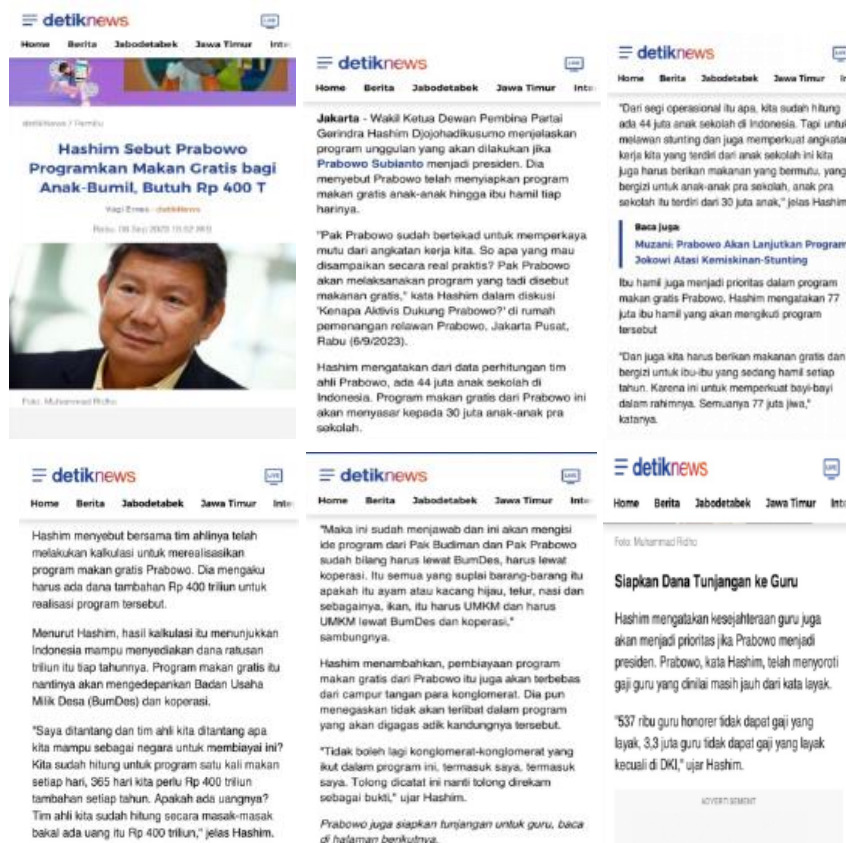 detiknews
LIVE
Home Berita Jabodetabek Jawa Timur Inte
detikNews / Pemilu
Hashim Sebut Prabowo
Programkan Makan Gratis bagi
Anak-Bumil, Butuh Rp 400 T
Yogi Ernes - detikNews
Rabu, 06 Sep 2023 WIB
Foto: Muhammad Ridho
detiknews
LIVE
Home Berita Jabodetabek Jawa Timur Inte
Jakarta - Wakil Ketua Dewan Pembina Partai
Gerindra Hashim Djojohadikusumo menjelaskan
program unggulan yang akan dilakukan jika
Prabowo Subianto menjadi presiden. Dia
menyebut Prabowo telah menyiapkan program
makan gratis anak-anak hingga ibu hamil tiap
harinya.
"Pak Prabowo sudah bertekad untuk memperkaya
mutu dari angkatan kerja kita. So apa yang mau
disampaikan secara real praktis? Pak Prabowo
akan melaksanakan program yang tadi disebut
makanan gratis," kata Hashim dalam diskusi
'Kenapa Aktivis Dukung Prabowo?' di rumah
pemenangan relawan Prabowo, Jakarta Pusat,
Rabu (6/9/2023).
Hashim mengatakan dari data perhitungan tim
ahli Prabowo, ada 44 juta anak sekolah di
Indonesia. Program makan gratis dari Prabowo ini
akan menyasar kepada 30 juta anak-anak pra
sekolah.
detiknews
Home Berita Jabodetabek Jawa Timur In
"Dari segi operasional itu apa, kita sudah hitung
ada 44 juta anak sekolah di Indonesia. Tapi untuk
melawan stunting dan juga memperkuat angkatan
kerja kita yang terdiri dari anak sekolah ini kita
juga harus berikan makanan yang bermutu, yang
bergizi untuk anak-anak pra sekolah, anak pra
sekolah itu terdiri dari 30 juta anak," jelas Hashim
Baca juga:
Muzani: Prabowo Akan Lanjutkan Program
Jokowi Atasi Kemiskinan-Stunting
Ibu hamil juga menjadi prioritas dalam program
makan gratis Prabowo. Hashim mengatakan 77
juta ibu hamil yang akan mengikuti program
tersebut
"Dan juga kita harus berikan makanan gratis dan
bergizi untuk ibu-ibu yang sedang hamil setiap
tahun. Karena ini untuk memperkuat bayi-bayi
dalam rahimnya. Semuanya 77 juta jiwa,"
katanya.
detiknews
LIVE
Home Berita Jabodetabek Jawa Timur Inte
Hashim menyebut bersama tim ahlinya telah
melakukan kalkulasi untuk merealisasikan
program makan gratis Prabowo. Dia mengaku
harus ada dana tambahan Rp 400 triliun untuk
realisasi program tersebut.
Menurut Hashim, hasil kalkulasi itu menunjukkan
Indonesia mampu menyediakan dana ratusan
triliun itu tiap tahunnya. Program makan gratis itu
nantinya akan mengedepankan Badan Usaha
Milik Desa (BumDes) dan koperasi.
"Saya ditantang dan tim ahli kita ditantang apa
kita mampu sebagai negara untuk membiayai ini?
Kita sudah hitung untuk program satu kali makan
setiap hari, 365 hari kita perlu Rp 400 triliun
tambahan setiap tahun. Apakah ada uangnya?
Tim ahli kita sudah hitung secara masak-masak
bakal ada uang itu Rp 400 triliun," jelas Hashim.
detiknews
LIVE
Home Berita Jabodetabek Jawa Timur Inte
"Maka ini sudah menjawab dan ini akan mengisi
ide program dari Pak Budiman dan Pak Prabowo
sudah bilang harus lewat BumDes, harus lewat
koperasi. Itu semua yang suplai barang-barang itu
apakah itu ayam atau kacang hijau, telur, nasi dan
sebagainya, ikan, itu harus UMKM dan harus
UMKM lewat BumDes dan koperasi,"
sambungnya.
Hashim menambahkan, pembiayaan program
makan gratis dari Prabowo itu juga akan terbebas
dari campur tangan para konglomerat. Dia pun
menegaskan tidak akan terlibat dalam program
yang akan digagas adik kandungnya tersebut.
"Tidak boleh lagi konglomerat-konglomerat yang
ikut dalam program ini, termasuk saya, termasuk
saya. Tolong dicatat ini nanti tolong direkam
sebagai bukti," ujar Hashim.
Prabowo juga siapkan tunjangan untuk guru, baca
di halaman berikutnya.
detiknews
LIVE
Home Berita Jabodetabek Jawa Timur Inte
Foto: Muhammad Ridho
Siapkan Dana Tunjangan ke Guru
Hashim mengatakan kesejahteraan guru juga
akan menjadi prioritas jika Prabowo menjadi
presiden. Prabowo, kata Hashim, telah menyoroti
gaji guru yang dinilai masih jauh dari kata layak.
"537 ribu guru honorer tidak dapat gaji yang
layak, 3,3 juta guru tidak dapat gaji yang layak
kecuali di DKI," ujar Hashim.
ADVERTISEMENT